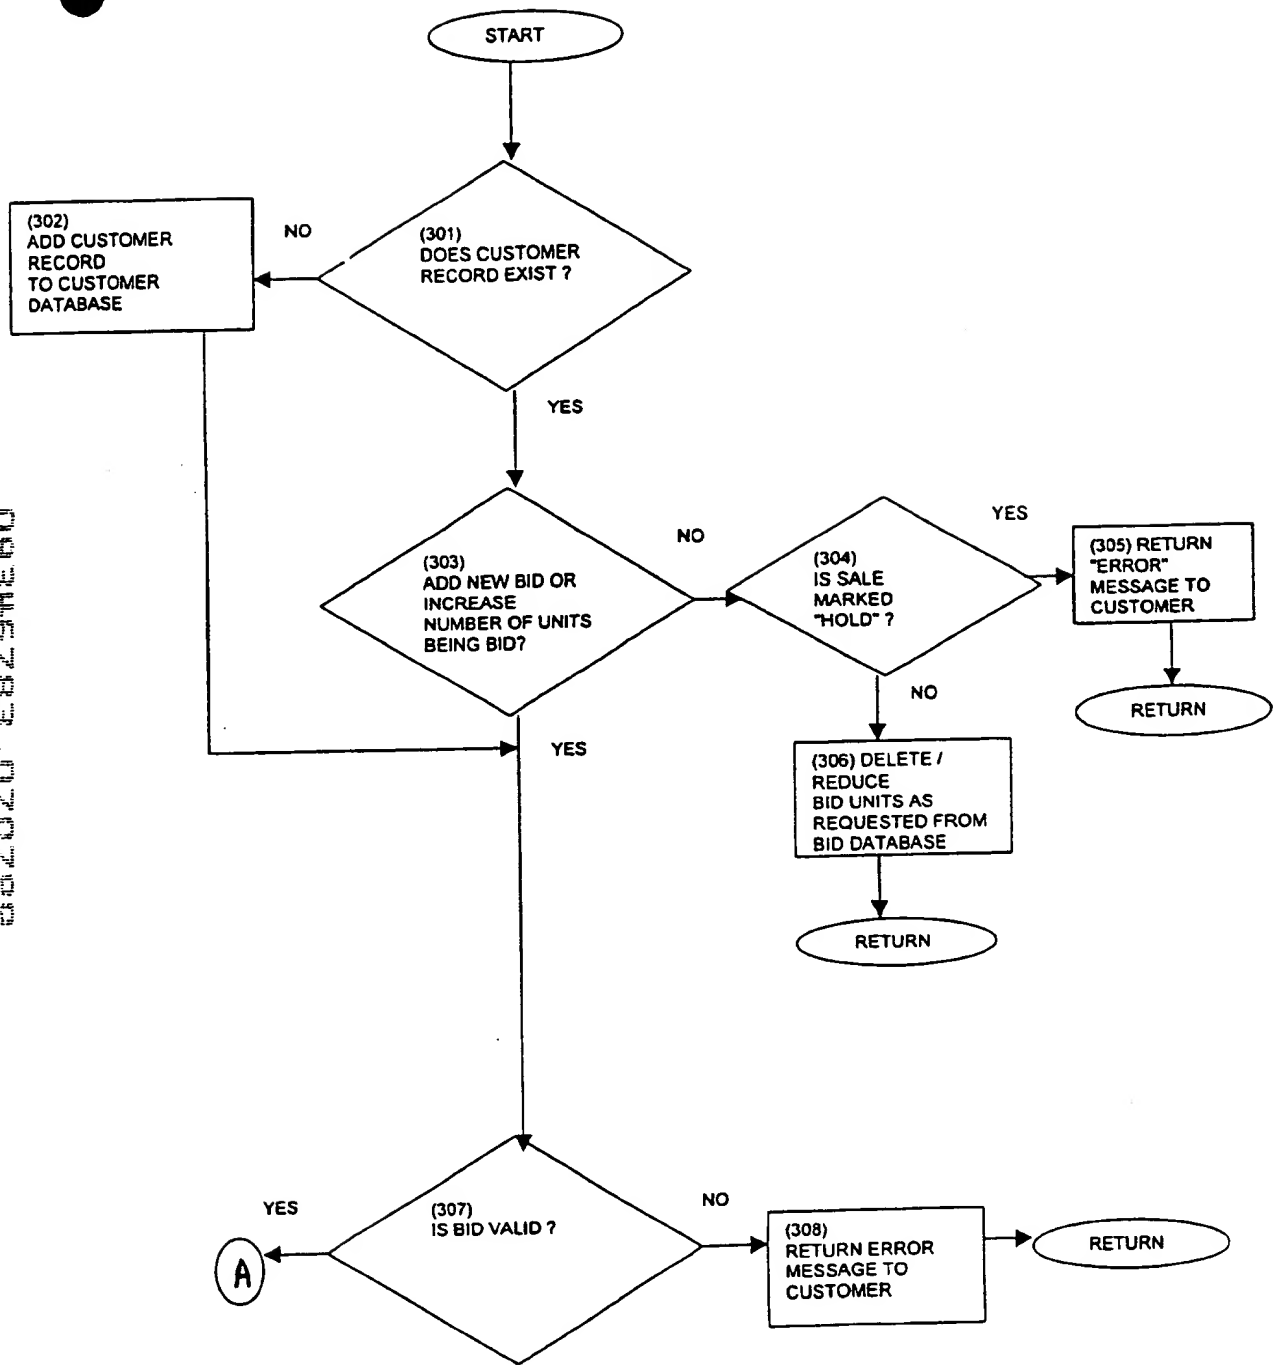 START
(302)
ADD CUSTOMER
RECORD
TO CUSTOMER
DATABASE
NO
(301)
DOES CUSTOMER
RECORD EXIST ?
YES
(303)
ADD NEW BID OR
INCREASE
NUMBER OF UNITS
BEING BID?
NO
(304)
IS SALE
MARKED
"HOLD" ?
YES
(305) RETURN
"ERROR"
MESSAGE TO
CUSTOMER
RETURN
NO
YES
(306) DELETE /
REDUCE
BID UNITS AS
REQUESTED FROM
BID DATABASE
RETURN
YES
(307)
IS BID VALID ?
NO
(308)
RETURN ERROR
MESSAGE TO
CUSTOMER
RETURN
A